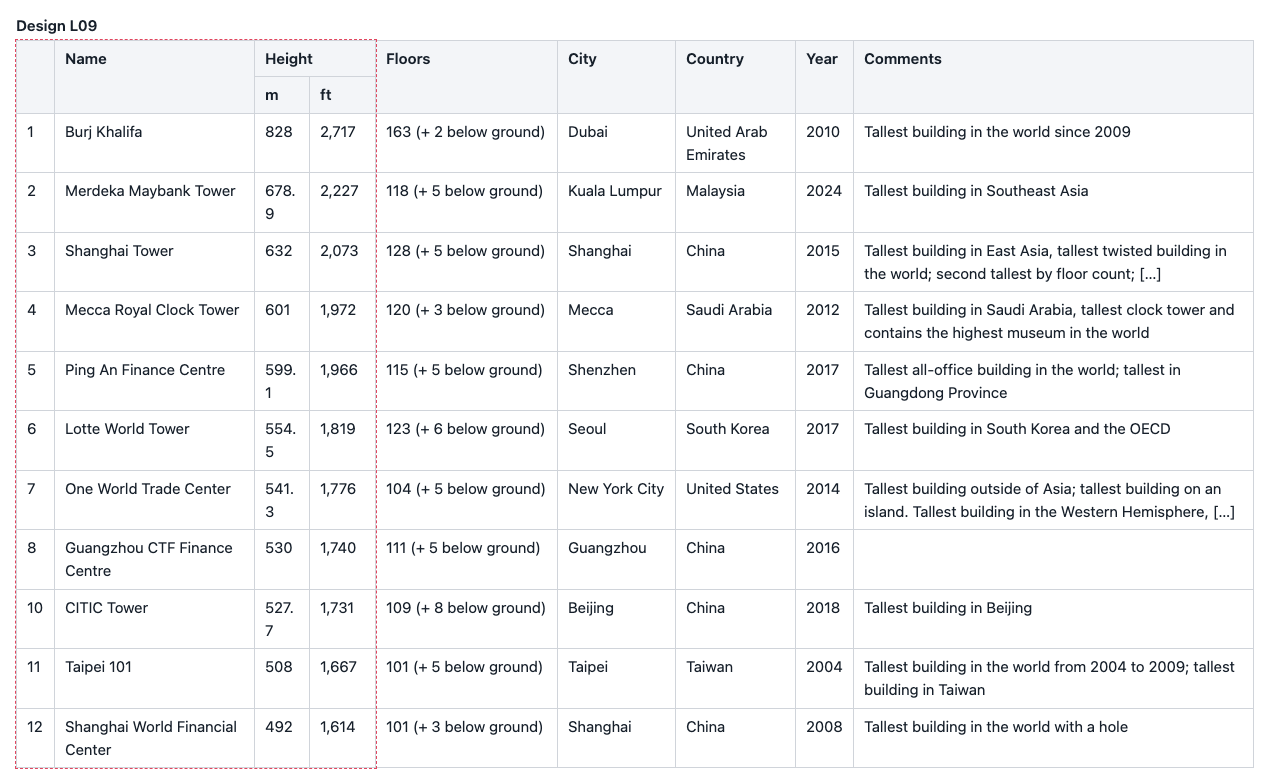 Design L09
Name Height Floors City Country Year Comments
m ft
1 Burj Khalifa 828 2,717 163 (+ 2 below ground) Dubai United Arab 2010 Tallest building in the world since 2009
Emirates
2 Merdeka Maybank Tower 678. 2,227 118 (+ 5 below ground) Kuala Lumpur Malaysia 2024 Tallest building in Southeast Asia
9
3 Shanghai Tower 632 2,073 128 (+ 5 below ground) Shanghai China 2015 Tallest building in East Asia, tallest twisted building in
the world; second tallest by floor count; [...]
4 Mecca Royal Clock Tower 601 1,972 120 (+ 3 below ground) Mecca Saudi Arabia 2012 Tallest building in Saudi Arabia, tallest clock tower and
contains the highest museum in the world
5 Ping An Finance Centre 599. 1,966 115 (+ 5 below ground) Shenzhen China 2017 Tallest all-office building in the world; tallest in
1 Guangdong Province
6 Lotte World Tower 554. 1,819 123 (+ 6 below ground) Seoul South Korea 2017 Tallest building in South Korea and the OECD
5
7 One World Trade Center 541. 1,776 104 (+ 5 below ground) New York City United States 2014 Tallest building outside of Asia; tallest building on an
3 island. Tallest building in the Western Hemisphere, [...]
8 Guangzhou CTF Finance 530 1,740 111 (+ 5 below ground) Guangzhou China 2016
Centre
10 CITIC Tower 527. 1,731 109 (+ 8 below ground) Beijing China 2018 Tallest building in Beijing
7
11 Taipei 101 508 1,667 101 (+ 5 below ground) Taipei Taiwan 2004 Tallest building in the world from 2004 to 2009; tallest
building in Taiwan
12 Shanghai World Financial 492 1,614 101 (+ 3 below ground) Shanghai China 2008 Tallest building in the world with a hole
Center